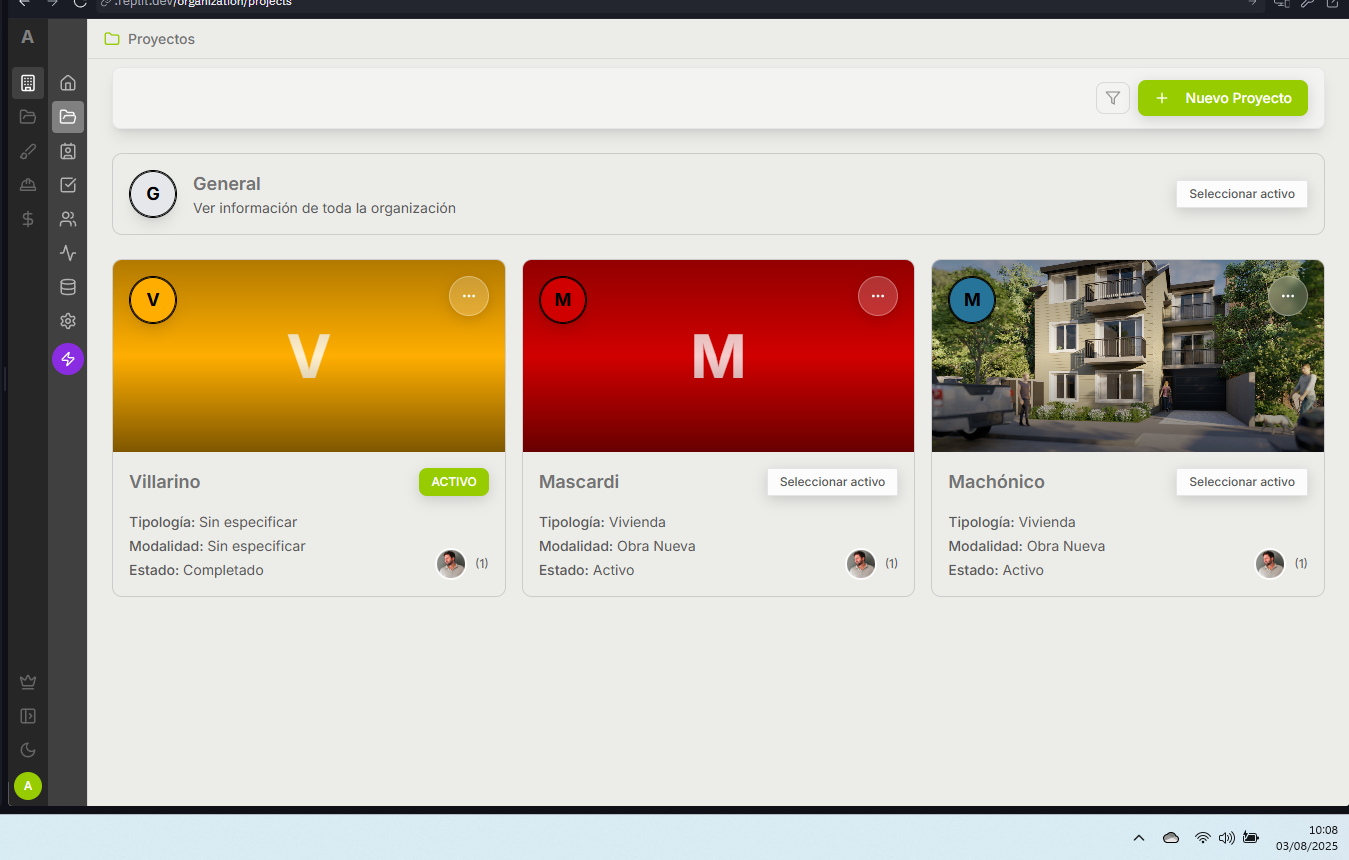 .replit.dev/organization/projects
A
Proyectos
Nuevo Proyecto
G
General
Ver información de toda la organización
Seleccionar activo
V
V
Villarino
ACTIVO
Tipología: Sin especificar
Modalidad: Sin especificar
Estado: Completado
(1)
M
M
Mascardi
Seleccionar activo
Tipología: Vivienda
Modalidad: Obra Nueva
Estado: Activo
(1)
M
Machónico
Seleccionar activo
Tipología: Vivienda
Modalidad: Obra Nueva
Estado: Activo
(1)
A
10:08
03/08/2025